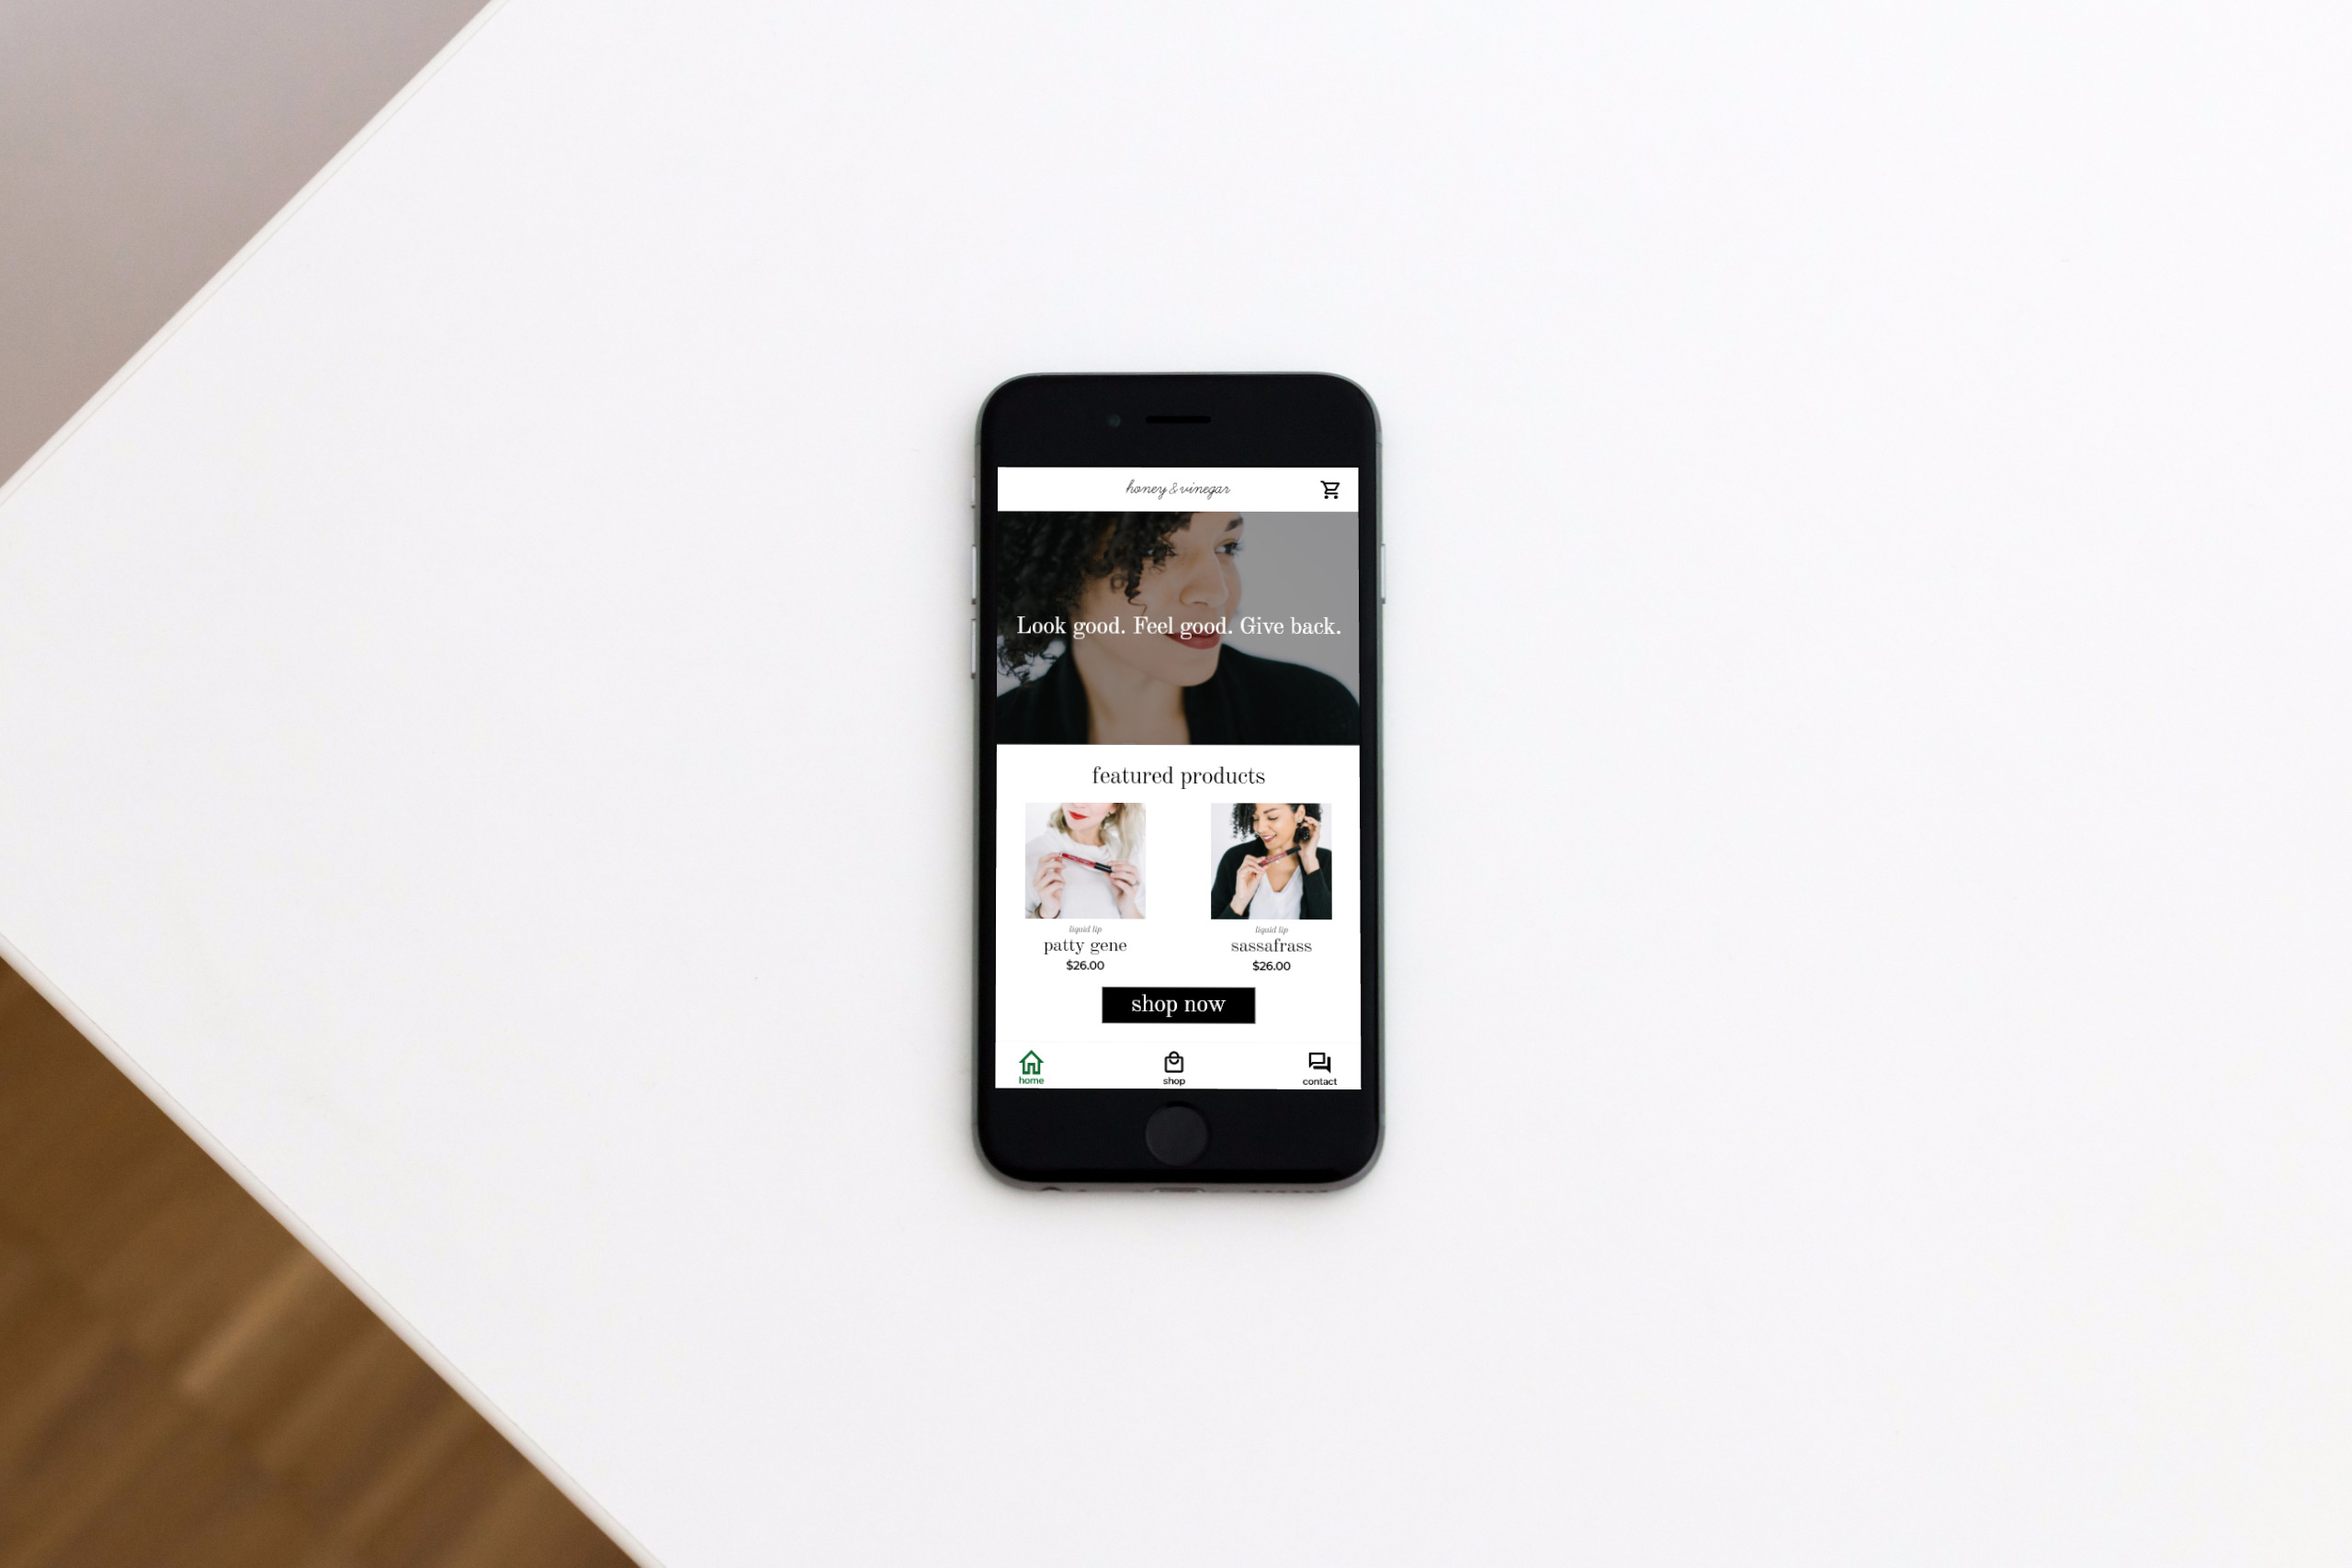 honey & vinegar
Look good. Feel good. Give back.
featured products
liquid lip
patty gene
$26.00
liquid lip
sassafrass
$26.00
shop now
home
shop
contact